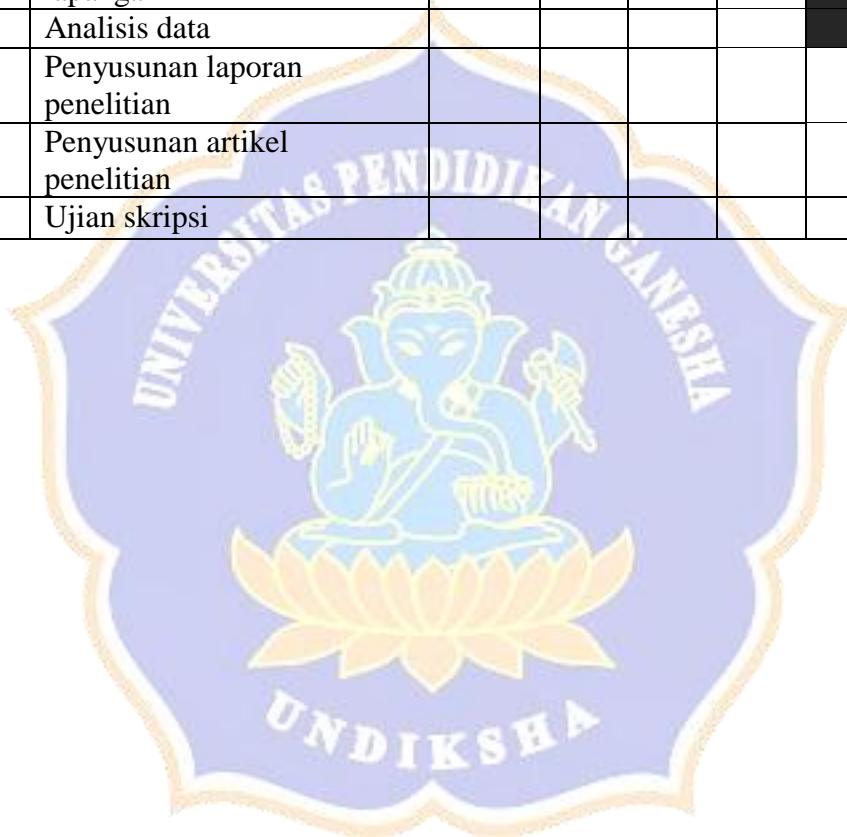 Analisis data
Penyusunan laporan
penelitian
Penyusunan artikel
penelitian
Ujian skripsi
UNIVERSITAS PENDIDIKAN GANESHA
UNDIKSHA